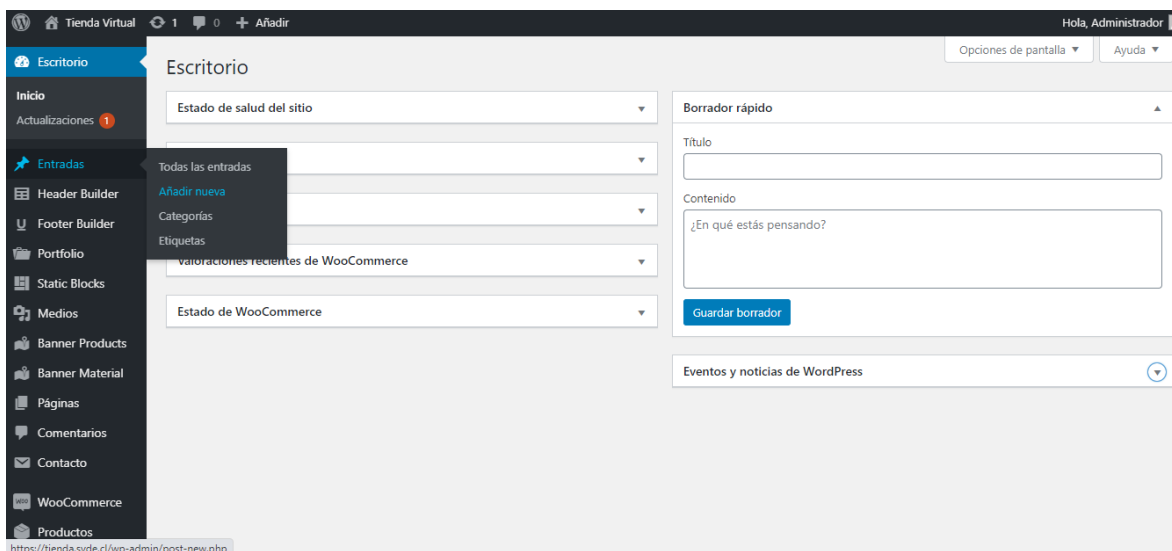 Tienda Virtual 1 0 + Añadir Hola, Administrador
Opciones de pantalla ▼ Ayuda ▼
Escritorio
Inicio
Actualizaciones 1
Entradas
Header Builder
Footer Builder
Portfolio
Static Blocks
Medios
Banner Products
Banner Material
Páginas
Comentarios
Contacto
WooCommerce
Productos
https://tienda.syde.cl/wp-admin/post-new.php
Todas las entradas
Añadir nueva
Categorías
Etiquetas
Escritorio
Estado de salud del sitio
Valoraciones recientes de WooCommerce
Estado de WooCommerce
Borrador rápido
Título
Contenido
¿En qué estás pensando?
Guardar borrador
Eventos y noticias de WordPress